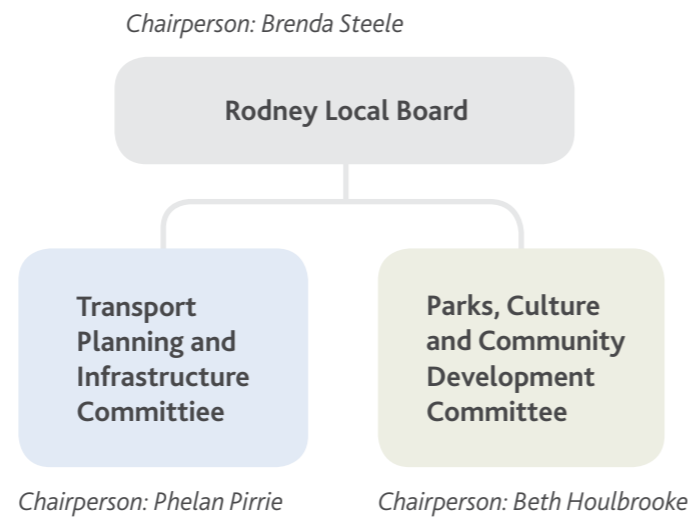 Chairperson: Brenda Steele
Rodney Local Board
Transport
Planning and
Infrastructure
Committiee
Chairperson: Phelan Pirrie
Parks, Culture
and Community
Development
Committee
Chairperson: Beth Houlbrooke